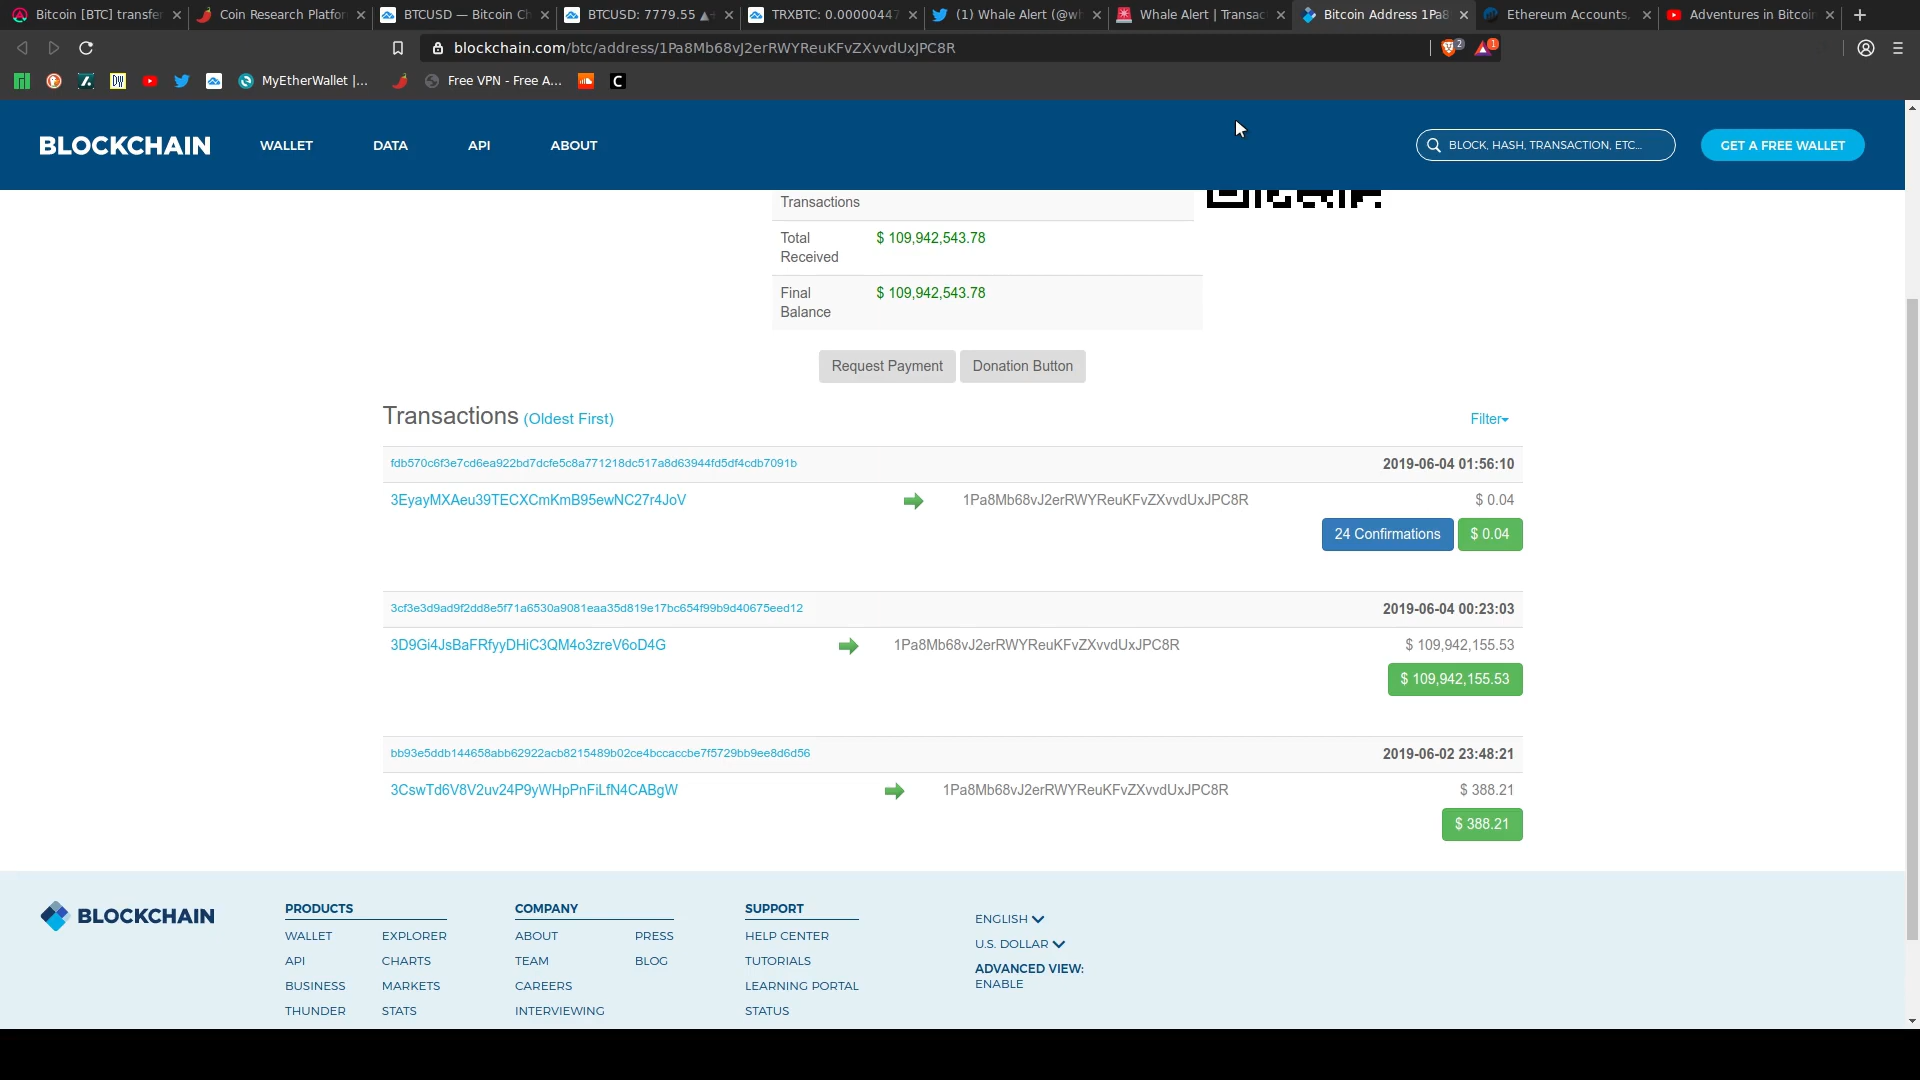 Bitcoin [BTC] transfer
Coin Research Platfor
BTCUSD — Bitcoin Ch
BTCUSD: 7779.55 ▲
TRXBTC: 0.00000447
(1) Whale Alert (@wh
Whale Alert | Transac
Bitcoin Address 1Pa8
Ethereum Accounts,
Adventures in Bitcoin
blockchain.com/btc/address/1Pa8Mb68vJ2erRWYReuKFvZXvvdUxJPC8R
2
1
DW
MyEtherWallet |...
Free VPN - Free A...
C
BLOCKCHAIN
WALLET
DATA
API
ABOUT
BLOCK, HASH, TRANSACTION, ETC...
GET A FREE WALLET
Transactions
Total Received
$ 109,942,543.78
Final Balance
$ 109,942,543.78
Request Payment
Donation Button
Transactions (Oldest First)
Filter
fdb570c6f3e7cd6ea922bd7dcfe5c8a771218dc517a8d63944fd5df4cdb7091b
2019-06-04 01:56:10
3EyayMXAeu39TECXCmKmB95ewNC27r4JoV
1Pa8Mb68vJ2erRWYReuKFvZXvvdUxJPC8R
$ 0.04
24 Confirmations
$ 0.04
3cf3e3d9ad9f2dd8e5f71a6530a9081eaa35d819e17bc654f99b9d40675eed12
2019-06-04 00:23:03
3D9Gi4JsBaFRfyyDHiC3QM4o3zreV6oD4G
1Pa8Mb68vJ2erRWYReuKFvZXvvdUxJPC8R
$ 109,942,155.53
$ 109,942,155.53
bb93e5ddb144658abb62922acb8215489b02ce4bccaccbe7f5729bb9ee8d6d56
2019-06-02 23:48:21
3CswTd6V8V2uv24P9yWHpPnFiLfN4CABgW
1Pa8Mb68vJ2erRWYReuKFvZXvvdUxJPC8R
$ 388.21
$ 388.21
BLOCKCHAIN
PRODUCTS
WALLET
EXPLORER
API
CHARTS
BUSINESS
MARKETS
THUNDER
STATS
COMPANY
ABOUT
PRESS
TEAM
BLOG
CAREERS
INTERVIEWING
SUPPORT
HELP CENTER
TUTORIALS
LEARNING PORTAL
STATUS
ENGLISH
U.S. DOLLAR
ADVANCED VIEW:
ENABLE